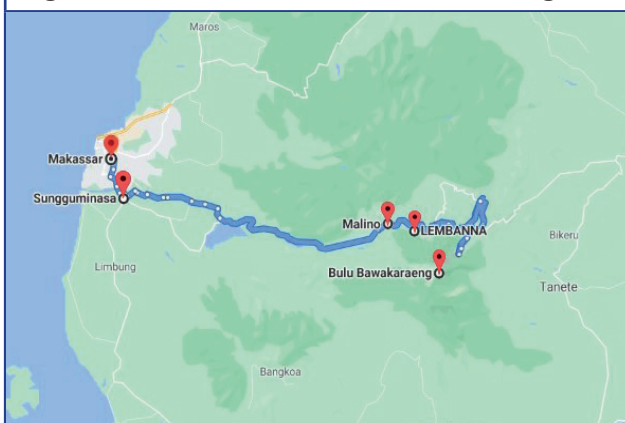 Maros
Makassar
Sungguminasa
Malino
LEMBANNA
Bikeru
Limbung
Bulu Bawakaraeng
Tanete
Bangkoa